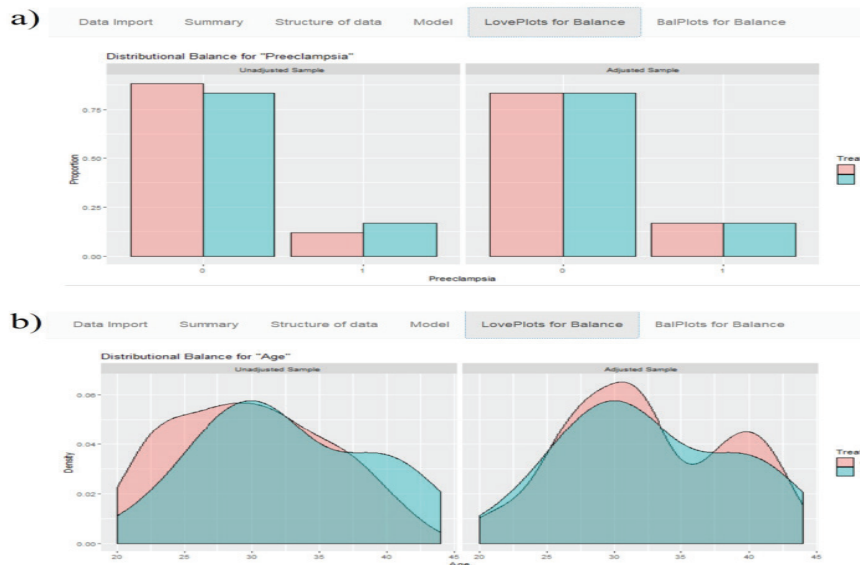 a)
Data Import Summary Structure of data Model LovePlots for Balance BalPlots for Balance
Distributional Balance for "Preeclampsia"
Unadjusted Sample Adjusted Sample
Proportion
0.75
0.50
0.25
0.00
Treat
0 1 0 1
Preeclampsia
b)
Data Import Summary Structure of data Model LovePlots for Balance BalPlots for Balance
Distributional Balance for "Age"
Unadjusted Sample Adjusted Sample
Density
0.06
0.04
0.02
0.00
Treat
20 25 30 35 40 45 20 25 30 35 40 45
Age